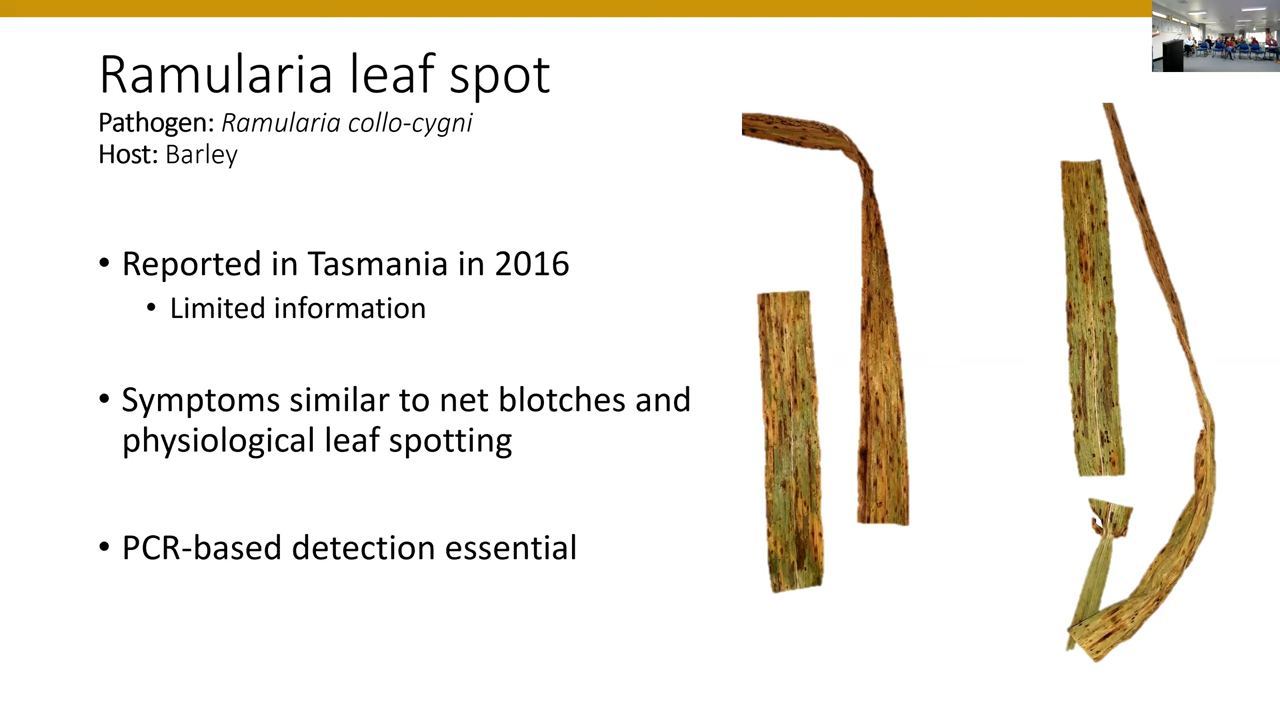 Ramularia leaf spot
Pathogen: Ramularia collo-cygni
Host: Barley
• Reported in Tasmania in 2016
• Limited information
• Symptoms similar to net blotches and
physiological leaf spotting
• PCR-based detection essential